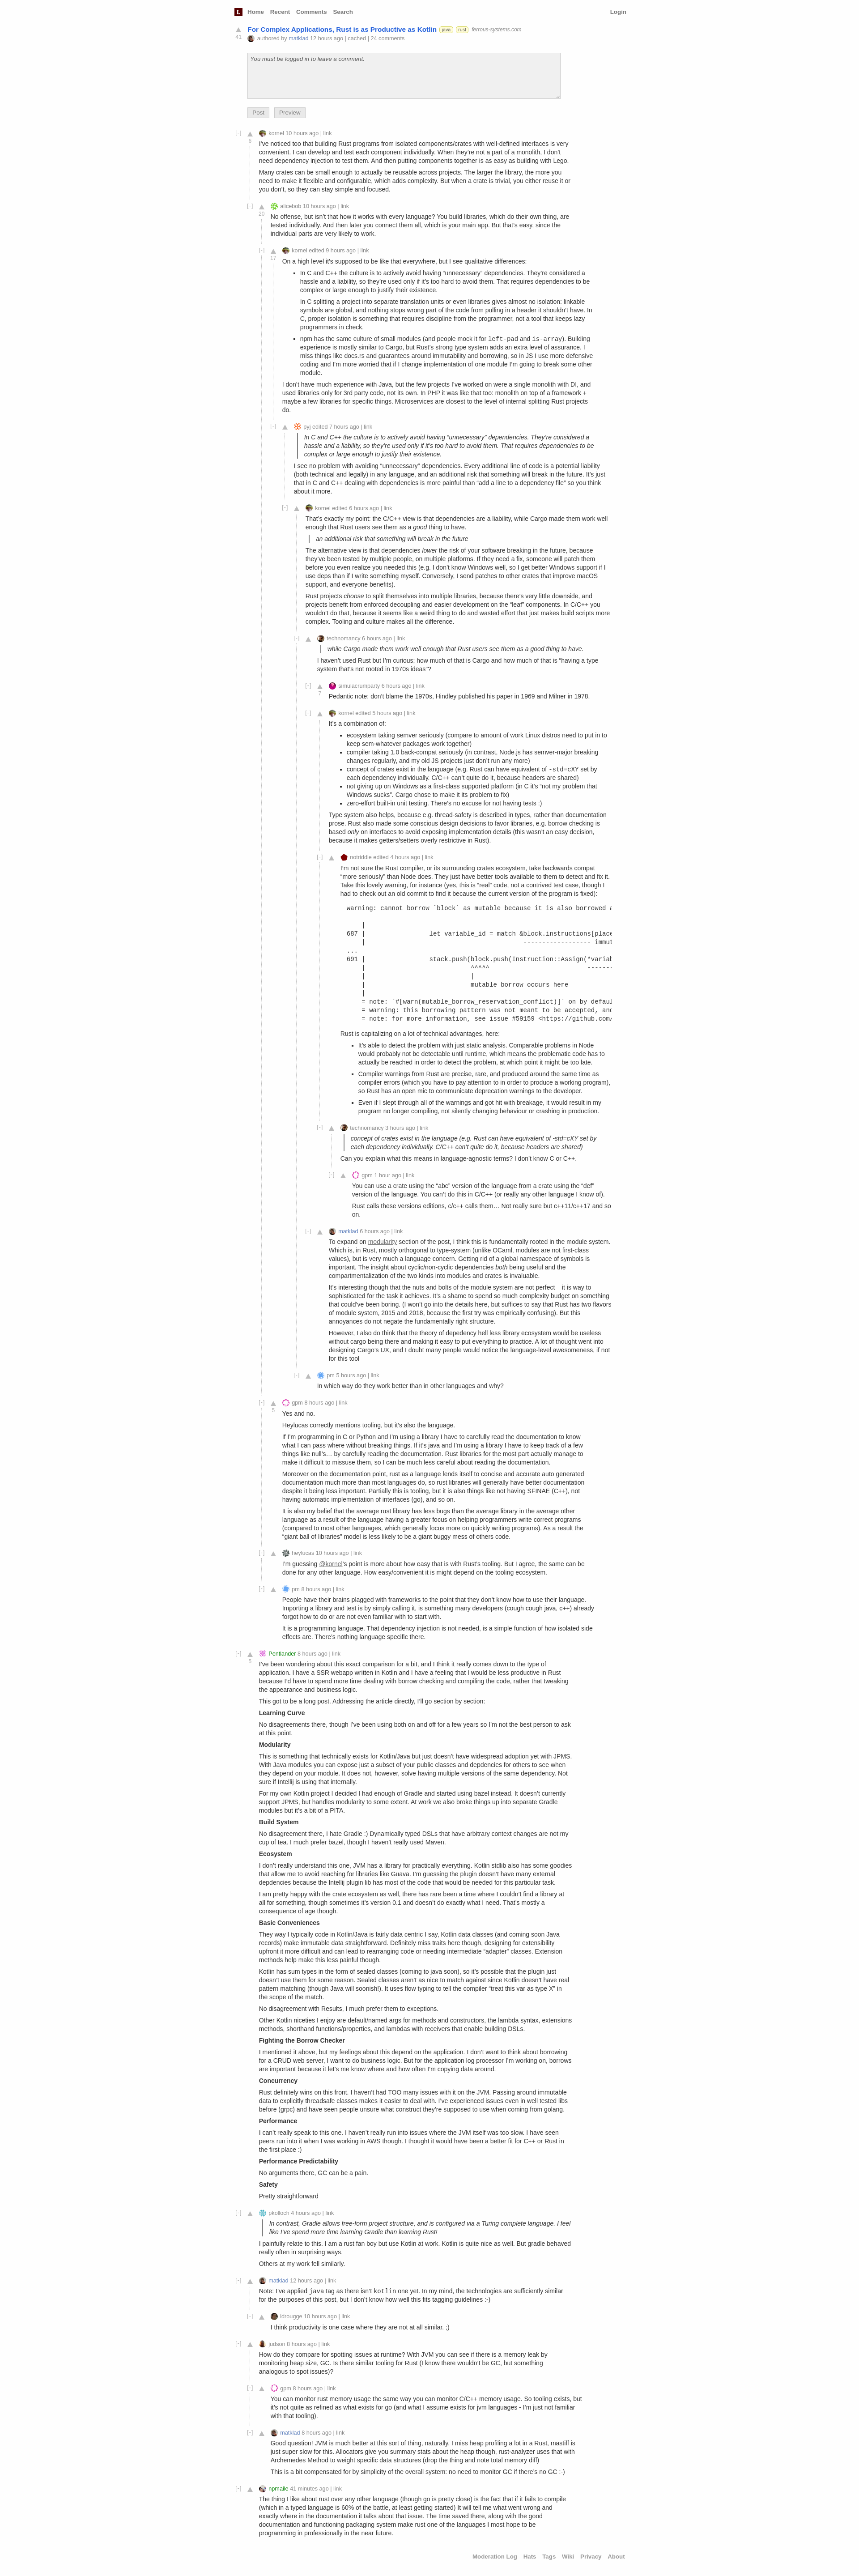 L Home Recent Comments Search Login
For Complex Applications, Rust is as Productive as Kotlin java rust ferrous-systems.com
41 authored by matklad 12 hours ago | cached | 24 comments
You must be logged in to leave a comment.
Post Preview
[-] kornel 10 hours ago | link
I've noticed too that building Rust programs from isolated components/crates with well-defined interfaces is very
convenient. I can develop and test each component individually. When they're not a part of a monolith, I don't
need dependency injection to test them. And then putting components together is as easy as building with Lego.
Many crates can be small enough to actually be reusable across projects. The larger the library, the more you
need to make it flexible and configurable, which adds complexity. But when a crate is trivial, you either reuse it or
you don't, so they can stay simple and focused.
[-] alicebob 10 hours ago | link
20
No offense, but isn't that how it works with every language? You build libraries, which do their own thing, are
tested individually. And then later you connect them all, which is your main app. But that's easy, since the
individual parts are very likely to work.
[-] kornel edited 9 hours ago | link
17
On a high level it's supposed to be like that everywhere, but I see qualitative differences:
• In C and C++ the culture is to actively avoid having “unnecessary” dependencies. They're considered a
hassle and a liability, so they're used only if it's too hard to avoid them. That requires dependencies to be
complex or large enough to justify their existence.
In C splitting a project into separate translation units or even libraries gives almost no isolation: linkable
symbols are global, and nothing stops wrong part of the code from pulling in a header it shouldn't have. In
C, proper isolation is something that requires discipline from the programmer, not a tool that keeps lazy
programmers in check.
• npm has the same culture of small modules (and people mock it for left-pad and is-array). Building
experience is mostly similar to Cargo, but Rust's strong type system adds an extra level of assurance. I
miss things like docs.rs and guarantees around immutability and borrowing, so in JS I use more defensive
coding and I'm more worried that if I change implementation of one module I'm going to break some other
module.
I don't have much experience with Java, but the few projects I've worked on were a single monolith with DI, and
used libraries only for 3rd party code, not its own. In PHP it was like that too: monolith on top of a framework +
maybe a few libraries for specific things. Microservices are closest to the level of internal splitting Rust projects
do.
[-] pyj edited 7 hours ago | link
In C and C++ the culture is to actively avoid having “unnecessary” dependencies. They're considered a
hassle and a liability, so they're used only if it's too hard to avoid them. That requires dependencies to be
complex or large enough to justify their existence.
I see no problem with avoiding “unnecessary” dependencies. Every additional line of code is a potential liability
(both technical and legally) in any language, and an additional risk that something will break in the future. It's just
that in C and C++ dealing with dependencies is more painful than “add a line to a dependency file” so you think
about it more.
[-] kornel edited 6 hours ago | link
That's exactly my point: the C/C++ view is that dependencies are a liability, while Cargo made them work well
enough that Rust users see them as a good thing to have.
an additional risk that something will break in the future
The alternative view is that dependencies lower the risk of your software breaking in the future, because
they've been tested by multiple people, on multiple platforms. If they need a fix, someone will patch them
before you even realize you needed this (e.g. I don't know Windows well, so I get better Windows support if I
use deps than if I write something myself. Conversely, I send patches to other crates that improve macOS
support, and everyone benefits).
Rust projects choose to split themselves into multiple libraries, because there's very little downside, and
projects benefit from enforced decoupling and easier development on the “leaf” components. In C/C++ you
wouldn't do that, because it seems like a weird thing to do and wasted effort that just makes build scripts more
complex. Tooling and culture makes all the difference.
[-] technomancy 6 hours ago | link
while Cargo made them work well enough that Rust users see them as a good thing to have.
I haven't used Rust but I'm curious; how much of that is Cargo and how much of that is “having a type
system that's not rooted in 1970s ideas”?
[-] simulacrumparty 6 hours ago | link
7
Pedantic note: don't blame the 1970s, Hindley published his paper in 1969 and Milner in 1978.
[-] kornel edited 5 hours ago | link
It's a combination of:
• ecosystem taking semver seriously (compare to amount of work Linux distros need to put in to
keep sem-whatever packages work together)
• compiler taking 1.0 back-compat seriously (in contrast, Node.js has semver-major breaking
changes regularly, and my old JS projects just don't run any more)
• concept of crates exist in the language (e.g. Rust can have equivalent of -std=cXY set by
each dependency individually. C/C++ can't quite do it, because headers are shared)
• not giving up on Windows as a first-class supported platform (in C it's “not my problem that
Windows sucks”. Cargo chose to make it its problem to fix)
• zero-effort built-in unit testing. There's no excuse for not having tests :)
Type system also helps, because e.g. thread-safety is described in types, rather than documentation
prose. Rust also made some conscious design decisions to favor libraries, e.g. borrow checking is
based only on interfaces to avoid exposing implementation details (this wasn't an easy decision,
because it makes getters/setters overly restrictive in Rust).
[-] notriddle edited 4 hours ago | link
I'm not sure the Rust compiler, or its surrounding crates ecosystem, take backwards compat
“more seriously” than Node does. They just have better tools available to them to detect and fix it.
Take this lovely warning, for instance (yes, this is “real” code, not a contrived test case, though I
had to check out an old commit to find it because the current version of the program is fixed):
warning: cannot borrow `block` as mutable because it is also borrowed
|
687 | let variable_id = match &block.instructions[place
| ------------------ immut
...
691 | stack.push(block.push(Instruction::Assign(*variab
| ^^^^^ -------
| |
| mutable borrow occurs here
|
= note: `#[warn(mutable_borrow_reservation_conflict)]` on by defaul
= warning: this borrowing pattern was not meant to be accepted, and
= note: for more information, see issue #59159 <https://github.com/
Rust is capitalizing on a lot of technical advantages, here:
• It's able to detect the problem with just static analysis. Comparable problems in Node
would probably not be detectable until runtime, which means the problematic code has to
actually be reached in order to detect the problem, at which point it might be too late.
• Compiler warnings from Rust are precise, rare, and produced around the same time as
compiler errors (which you have to pay attention to in order to produce a working program),
so Rust has an open mic to communicate deprecation warnings to the developer.
• Even if I slept through all of the warnings and got hit with breakage, it would result in my
program no longer compiling, not silently changing behaviour or crashing in production.
[-] technomancy 3 hours ago | link
concept of crates exist in the language (e.g. Rust can have equivalent of -std=cXY set by
each dependency individually. C/C++ can't quite do it, because headers are shared)
Can you explain what this means in language-agnostic terms? I don't know C or C++.
[-] gpm 1 hour ago | link
You can use a crate using the “abc” version of the language from a crate using the “def”
version of the language. You can't do this in C/C++ (or really any other language I know of).
Rust calls these versions editions, c/c++ calls them… Not really sure but c++11/c++17 and so
on.
[-] matklad 6 hours ago | link
To expand on modularity section of the post, I think this is fundamentally rooted in the module system.
Which is, in Rust, mostly orthogonal to type-system (unlike OCaml, modules are not first-class
values), but is very much a language concern. Getting rid of a global namespace of symbols is
important. The insight about cyclic/non-cyclic dependencies both being useful and the
compartmentalization of the two kinds into modules and crates is invaluable.
It's interesting though that the nuts and bolts of the module system are not perfect – it is way to
sophisticated for the task it achieves. It's a shame to spend so much complexity budget on something
that could've been boring. (I won't go into the details here, but suffices to say that Rust has two flavors
of module system, 2015 and 2018, because the first try was empirically confusing). But this
annoyances do not negate the fundamentally right structure.
However, I also do think that the theory of depedency hell less library ecosystem would be useless
without cargo being there and making it easy to put everything to practice. A lot of thought went into
designing Cargo's UX, and I doubt many people would notice the language-level awesomeness, if not
for this tool
[-] pm 5 hours ago | link
In which way do they work better than in other languages and why?
[-] gpm 8 hours ago | link
5
Yes and no.
Heylucas correctly mentions tooling, but it's also the language.
If I'm programming in C or Python and I'm using a library I have to carefully read the documentation to know
what I can pass where without breaking things. If it's java and I'm using a library I have to keep track of a few
things like null's… by carefully reading the documentation. Rust libraries for the most part actually manage to
make it difficult to missuse them, so I can be much less careful about reading the documentation.
Moreover on the documentation point, rust as a language lends itself to concise and accurate auto generated
documentation much more than most languages do, so rust libraries will generally have better documentation
despite it being less important. Partially this is tooling, but it is also things like not having SFINAE (C++), not
having automatic implementation of interfaces (go), and so on.
It is also my belief that the average rust library has less bugs than the average library in the average other
language as a result of the language having a greater focus on helping programmers write correct programs
(compared to most other languages, which generally focus more on quickly writing programs). As a result the
“giant ball of libraries” model is less likely to be a giant buggy mess of others code.
[-] heylucas 10 hours ago | link
I'm guessing @kornel's point is more about how easy that is with Rust's tooling. But I agree, the same can be
done for any other language. How easy/convenient it is might depend on the tooling ecosystem.
[-] pm 8 hours ago | link
People have their brains plagged with frameworks to the point that they don't know how to use their language.
Importing a library and test is by simply calling it, is something many developers (cough cough java, c++) already
forgot how to do or are not even familiar with to start with.
It is a programming language. That dependency injection is not needed, is a simple function of how isolated side
effects are. There's nothing language specific there.
[-] Pentlander 8 hours ago | link
5
I've been wondering about this exact comparison for a bit, and I think it really comes down to the type of
application. I have a SSR webapp written in Kotlin and I have a feeling that I would be less productive in Rust
because I'd have to spend more time dealing with borrow checking and compiling the code, rather that tweaking
the appearance and business logic.
This got to be a long post. Addressing the article directly, I'll go section by section:
Learning Curve
No disagreements there, though I've been using both on and off for a few years so I'm not the best person to ask
at this point.
Modularity
This is something that technically exists for Kotlin/Java but just doesn't have widespread adoption yet with JPMS.
With Java modules you can expose just a subset of your public classes and depdencies for others to see when
they depend on your module. It does not, however, solve having multiple versions of the same dependency. Not
sure if Intellij is using that internally.
For my own Kotlin project I decided I had enough of Gradle and started using bazel instead. It doesn't currently
support JPMS, but handles modularity to some extent. At work we also broke things up into separate Gradle
modules but it's a bit of a PITA.
Build System
No disagreement there, I hate Gradle :) Dynamically typed DSLs that have arbitrary context changes are not my
cup of tea. I much prefer bazel, though I haven't really used Maven.
Ecosystem
I don't really understand this one, JVM has a library for practically everything. Kotlin stdlib also has some goodies
that allow me to avoid reaching for libraries like Guava. I'm guessing the plugin doesn't have many external
depdencies because the Intellij plugin lib has most of the code that would be needed for this particular task.
I am pretty happy with the crate ecosystem as well, there has rare been a time where I couldn't find a library at
all for something, though sometimes it's version 0.1 and doesn't do exactly what I need. That's mostly a
consequence of age though.
Basic Conveniences
They way I typically code in Kotlin/Java is fairly data centric I say, Kotlin data classes (and coming soon Java
records) make immutable data straightforward. Definitely miss traits here though, designing for extensibility
upfront it more difficult and can lead to rearranging code or needing intermediate “adapter” classes. Extension
methods help make this less painful though.
Kotlin has sum types in the form of sealed classes (coming to java soon), so it's possible that the plugin just
doesn't use them for some reason. Sealed classes aren't as nice to match against since Kotlin doesn't have real
pattern matching (though Java will soonish!). It uses flow typing to tell the compiler “treat this var as type X” in
the scope of the match.
No disagreement with Results, I much prefer them to exceptions.
Other Kotlin niceties I enjoy are default/named args for methods and constructors, the lambda syntax, extensions
methods, shorthand functions/properties, and lambdas with receivers that enable building DSLs.
Fighting the Borrow Checker
I mentioned it above, but my feelings about this depend on the application. I don't want to think about borrowing
for a CRUD web server, I want to do business logic. But for the application log processor I'm working on, borrows
are important because it let's me know where and how often I'm copying data around.
Concurrency
Rust definitely wins on this front. I haven't had TOO many issues with it on the JVM. Passing around immutable
data to explicitly threadsafe classes makes it easier to deal with. I've experienced issues even in well tested libs
before (grpc) and have seen people unsure what construct they're supposed to use when coming from golang.
Performance
I can't really speak to this one. I haven't really run into issues where the JVM itself was too slow. I have seen
peers run into it when I was working in AWS though. I thought it would have been a better fit for C++ or Rust in
the first place :)
Performance Predictability
No arguments there, GC can be a pain.
Safety
Pretty straightforward
[-] pkolloch 4 hours ago | link
In contrast, Gradle allows free-form project structure, and is configured via a Turing complete language. I feel
like I've spend more time learning Gradle than learning Rust!
I painfully relate to this. I am a rust fan boy but use Kotlin at work. Kotlin is quite nice as well. But gradle behaved
really often in surprising ways.
Others at my work fell similarly.
[-] matklad 12 hours ago | link
Note: I've applied java tag as there isn't kotlin one yet. In my mind, the technologies are sufficiently similar
for the purposes of this post, but I don't know how well this fits tagging guidelines :-)
[-] idrougge 10 hours ago | link
I think productivity is one case where they are not at all similar. ;)
[-] judson 8 hours ago | link
How do they compare for spotting issues at runtime? With JVM you can see if there is a memory leak by
monitoring heap size, GC. Is there similar tooling for Rust (I know there wouldn't be GC, but something
analogous to spot issues)?
[-] gpm 8 hours ago | link
You can monitor rust memory usage the same way you can monitor C/C++ memory usage. So tooling exists, but
it's not quite as refined as what exists for go (and what I assume exists for jvm languages - I'm just not familiar
with that tooling).
[-] matklad 8 hours ago | link
Good question! JVM is much better at this sort of thing, naturally. I miss heap profiling a lot in a Rust, mastiff is
just super slow for this. Allocators give you summary stats about the heap though, rust-analyzer uses that with
Archemedes Method to weight specific data structures (drop the thing and note total memory diff)
This is a bit compensated for by simplicity of the overall system: no need to monitor GC if there's no GC :-)
[-] npmaile 41 minutes ago | link
The thing I like about rust over any other language (though go is pretty close) is the fact that if it fails to compile
(which in a typed language is 60% of the battle, at least getting started) It will tell me what went wrong and
exactly where in the documentation it talks about that issue. The time saved there, along with the good
documentation and functioning packaging system make rust one of the languages I most hope to be
programming in professionally in the near future.
Moderation Log Hats Tags Wiki Privacy About